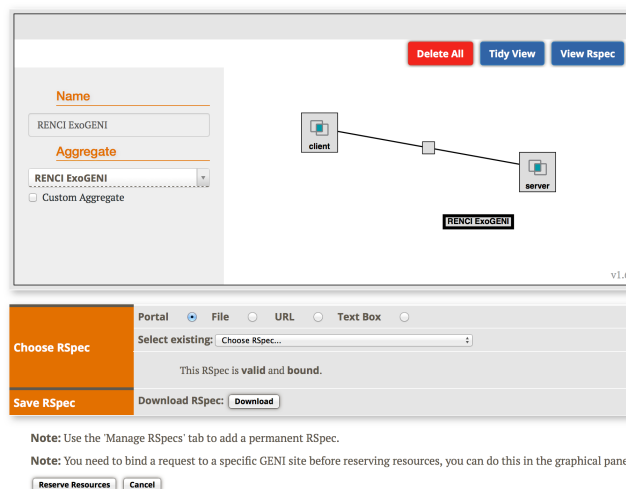 Delete All Tidy View View Rspec
Name
RENCI ExoGENI
Aggregate
RENCI ExoGENI
Custom Aggregate
client
server
RENCI ExoGENI
Choose RSpec
Portal File URL Text Box
Select existing: Choose RSpec...
This RSpec is valid and bound.
Save RSpec
Download RSpec: Download
Note: Use the 'Manage RSpecs' tab to add a permanent RSpec.
Note: You need to bind a request to a specific GENI site before reserving resources, you can do this in the graphical pane
Reserve Resources Cancel